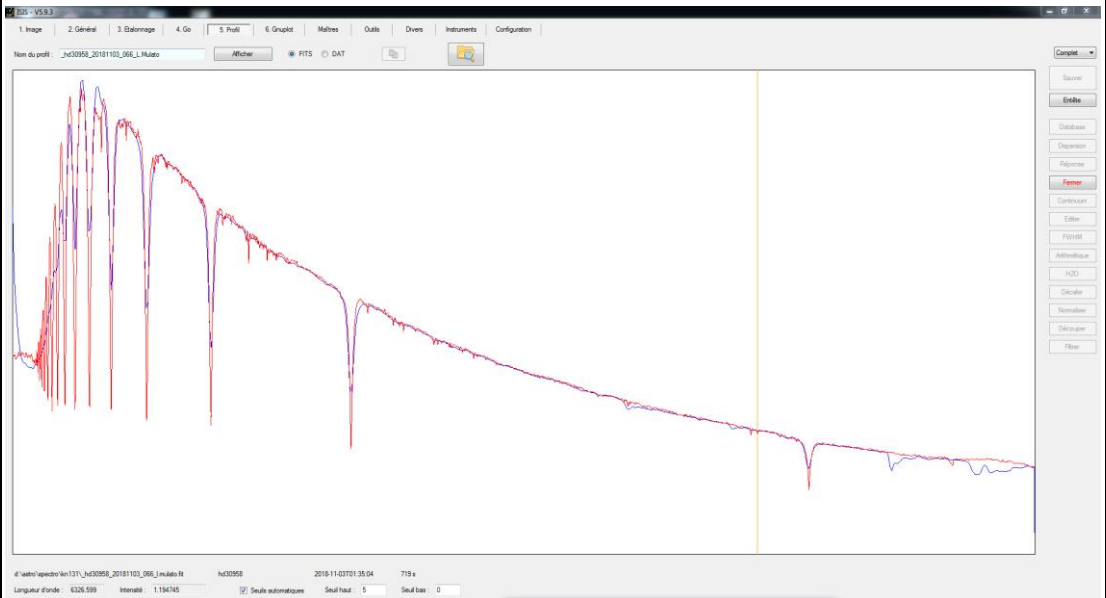 ISIS - V5.9.3
1. Image 2. Général 3. Etalonnage 4. Go 5. Profil 6. Gnuplot Maîtres Outils Divers Instruments Configuration
Nom du profil : _hd30958_20181103_066_L.Mulato Afficher FITS DAT Complet
Sauver
Entête
Database
Dispersion
Réponse
Fermer
Continuum
Editer
FWHM
Arithmétique
H2O
Décaler
Normaliser
Découper
Filtrer
d:\astro\spectro\kn131\_hd30958_20181103_066_l.mulato.fit hd30958 2018-11-03T01:35:04 719 s
Longueur d'onde : 6326.599 Intensité : 1.194745 Seuils automatiques Seuil haut : 5 Seuil bas : 0